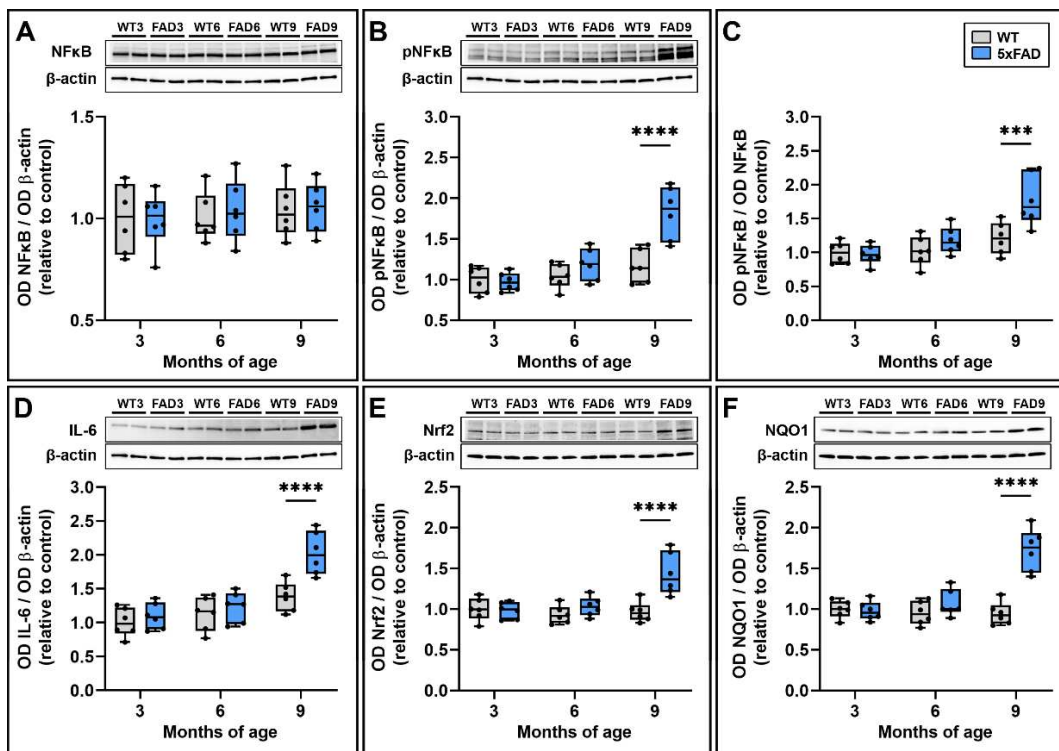 A
WT3 FAD3 WT6 FAD6 WT9 FAD9
NFκB
β-actin
OD NFκB / OD β-actin
(relative to control)
1.5
1.0
0.5
3 6 9
Months of age
B
WT3 FAD3 WT6 FAD6 WT9 FAD9
pNFκB
β-actin
OD pNFκB / OD β-actin
(relative to control)
3.0
2.5
2.0
1.5
1.0
0.5
****
3 6 9
Months of age
C
WT
5xFAD
OD pNFκB / OD NFκB
(relative to control)
3.0
2.5
2.0
1.5
1.0
0.5
0.0
***
3 6 9
Months of age
D
WT3 FAD3 WT6 FAD6 WT9 FAD9
IL-6
β-actin
OD IL-6 / OD β-actin
(relative to control)
3.0
2.5
2.0
1.5
1.0
0.5
0.0
****
3 6 9
Months of age
E
WT3 FAD3 WT6 FAD6 WT9 FAD9
Nrf2
β-actin
OD Nrf2 / OD β-actin
(relative to control)
2.5
2.0
1.5
1.0
0.5
0.0
****
3 6 9
Months of age
F
WT3 FAD3 WT6 FAD6 WT9 FAD9
NQO1
β-actin
OD NQO1 / OD β-actin
(relative to control)
2.5
2.0
1.5
1.0
0.5
0.0
****
3 6 9
Months of age